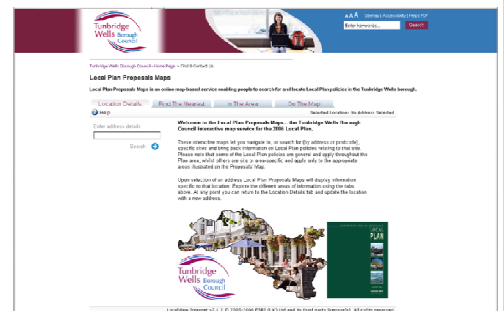 Tunbridge
Wells Borough
Council
Enter keywords...
Search
Local Plan Proposals Maps
Local Plan Proposals Maps is an online map-based service enabling people to search for and locate Local Plan policies in the Tunbridge Wells borough.
Location Details
Find The Nearest
In The Area
On The Map
Help
Selected Location: No Address Selected
Enter address details
Search
Welcome to the Local Plan Proposals Maps... the Tunbridge Wells Borough
Council interactive map service for the 2006 Local Plan.
These interactive maps let you navigate to, or search for (by address or postcode),
specific sites and bring back information on Local Plan policies relating to that site.
Please note that some of the Local Plan policies are general and apply throughout the
Plan area, whilst others are site or area-specific and apply only to the appropriate
areas illustrated on the Proposals Map.
Upon selection of an address Local Plan Proposals Maps will display information
specific to that location. Explore the different areas of information using the tabs
above. At any point you can return to the Location Details tab and update the location
with a new address.
LOCAL
PLAN
Tunbridge
Wells Borough
Council